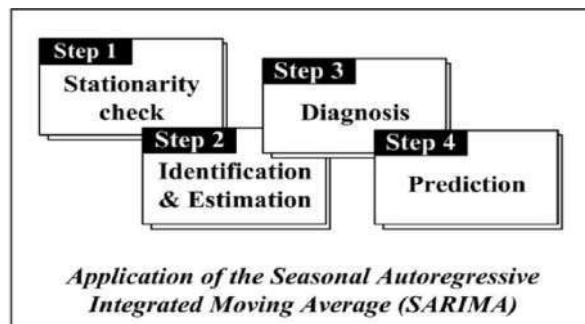 Step 1
Stationarity
check
Step 2
Identification
& Estimation
Step 3
Diagnosis
Step 4
Prediction
Application of the Seasonal Autoregressive
Integrated Moving Average (SARIMA)